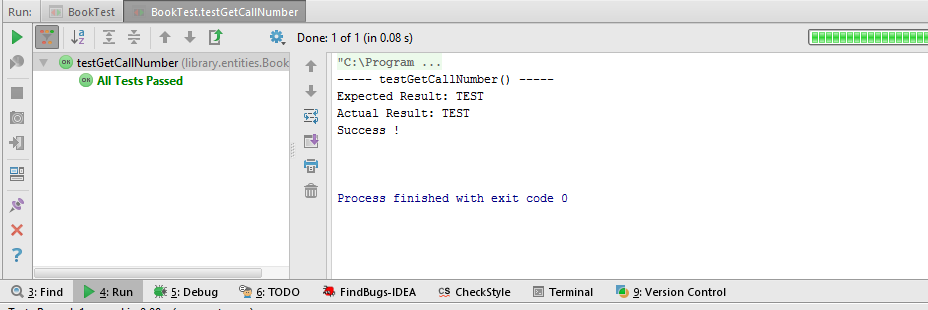 Run: BookTest BookTest.testGetCallNumber
Done: 1 of 1 (in 0.08 s)
testGetCallNumber (library.entities.Book
OK All Tests Passed
"C:\Program ...
----- testGetCallNumber() -----
Expected Result: TEST
Actual Result: TEST
Success !
Process finished with exit code 0
3: Find 4: Run 5: Debug 6: TODO FindBugs-IDEA CS CheckStyle Terminal 9: Version Control